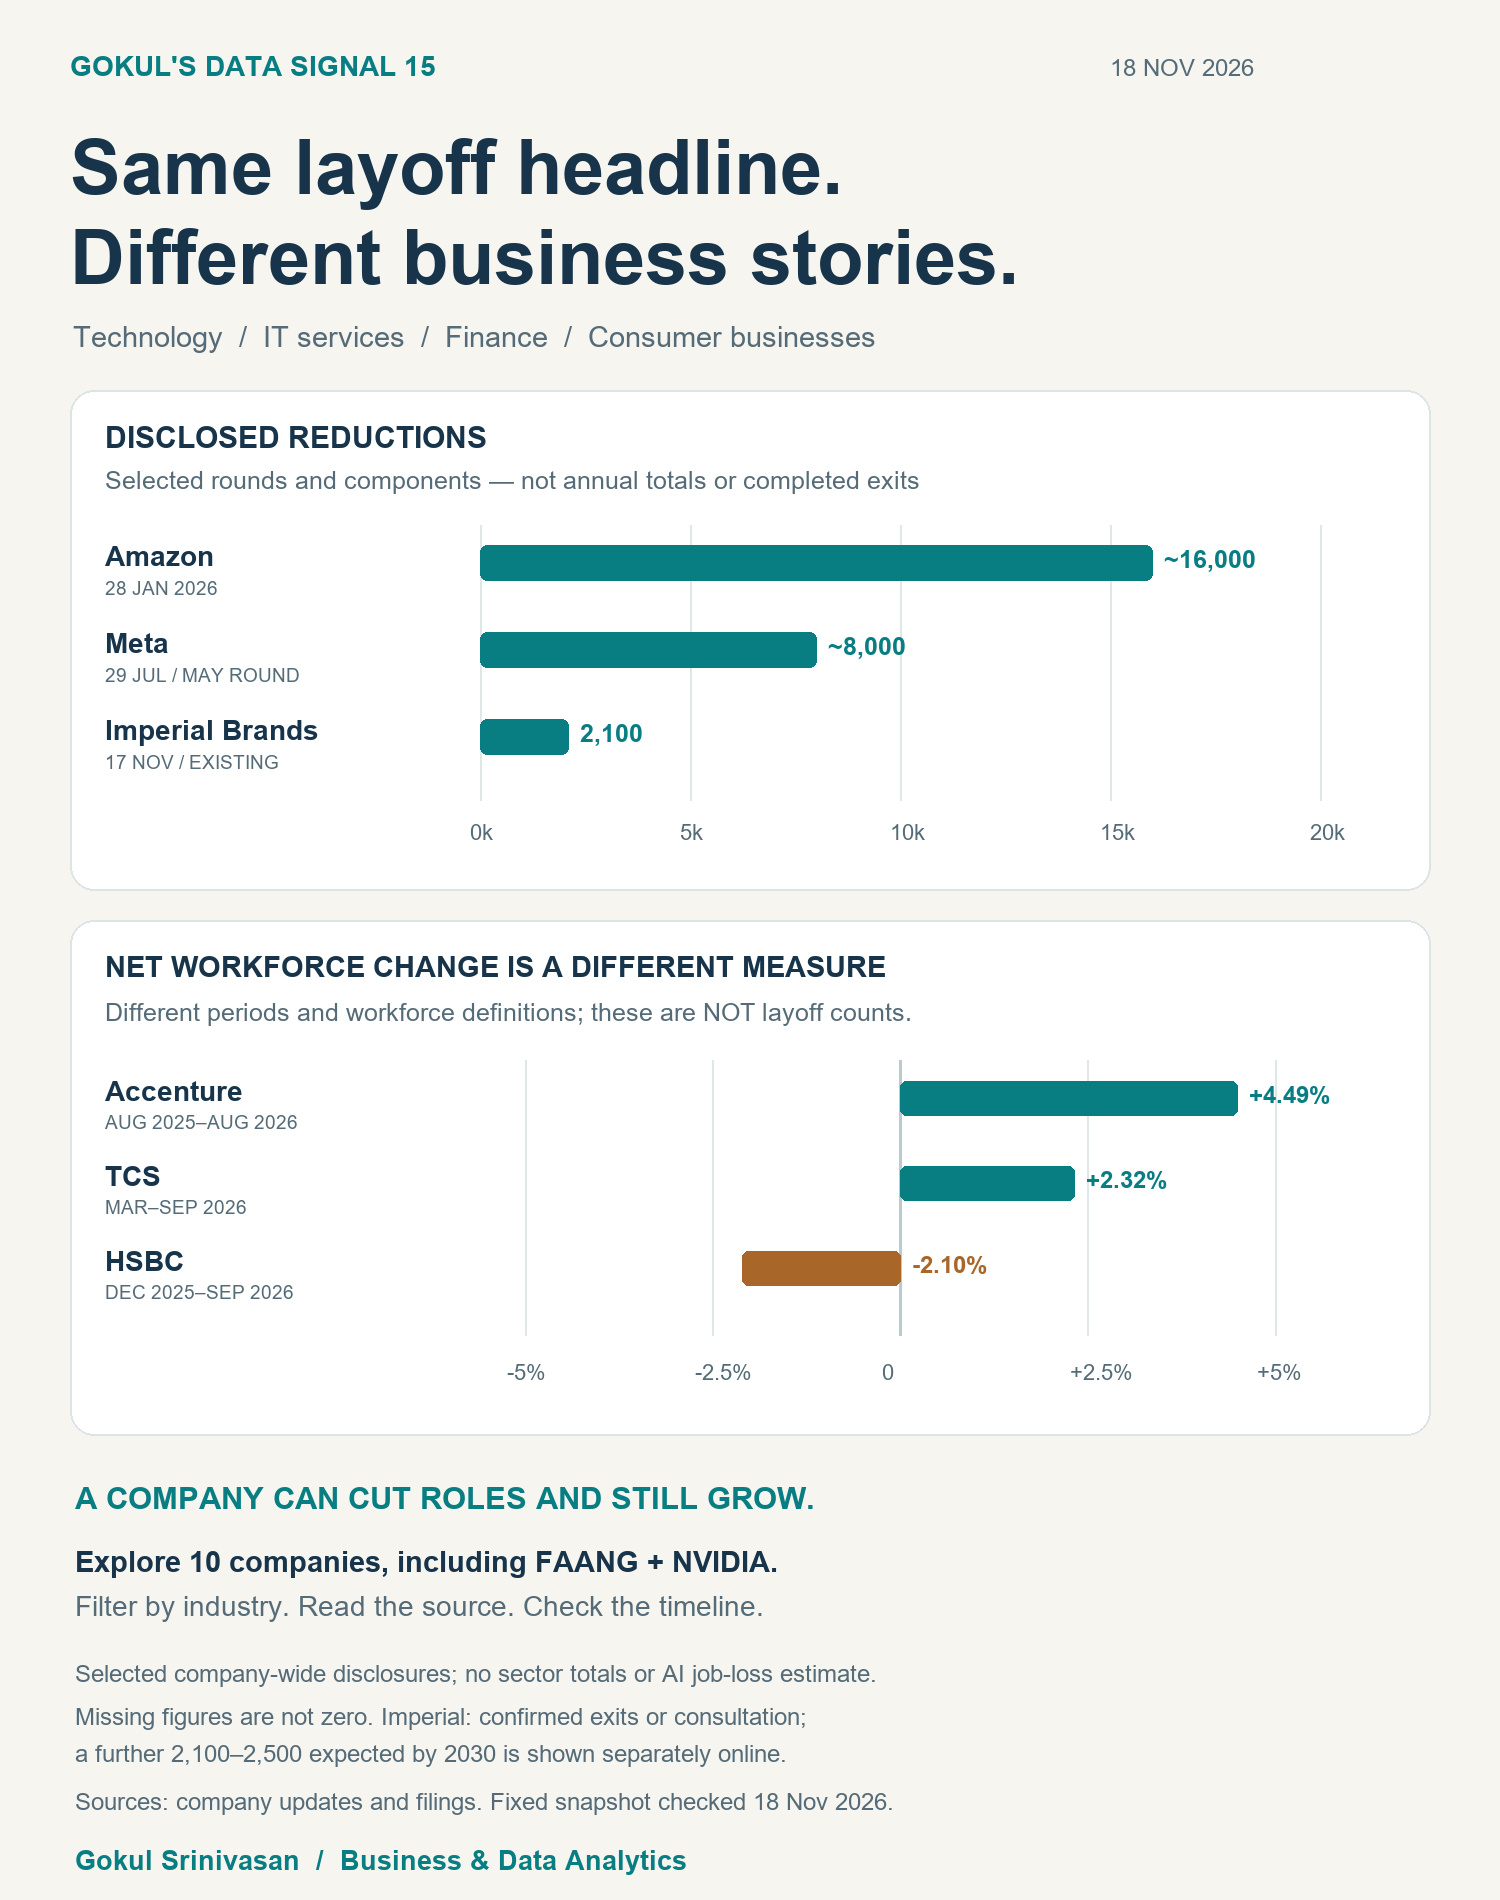 GOKUL'S DATA SIGNAL 15
18 NOV 2026
Same layoff headline.
Different business stories.
Technology / IT services / Finance / Consumer businesses
DISCLOSED REDUCTIONS
Selected rounds and components — not annual totals or completed exits
Amazon
28 JAN 2026
~16,000
Meta
29 JUL / MAY ROUND
~8,000
Imperial Brands
17 NOV / EXISTING
2,100
0k 5k 10k 15k 20k
NET WORKFORCE CHANGE IS A DIFFERENT MEASURE
Different periods and workforce definitions; these are NOT layoff counts.
Accenture
AUG 2025–AUG 2026
+4.49%
TCS
MAR–SEP 2026
+2.32%
HSBC
DEC 2025–SEP 2026
-2.10%
-5% -2.5% 0 +2.5% +5%
A COMPANY CAN CUT ROLES AND STILL GROW.
Explore 10 companies, including FAANG + NVIDIA.
Filter by industry. Read the source. Check the timeline.
Selected company-wide disclosures; no sector totals or AI job-loss estimate.
Missing figures are not zero. Imperial: confirmed exits or consultation;
a further 2,100–2,500 expected by 2030 is shown separately online.
Sources: company updates and filings. Fixed snapshot checked 18 Nov 2026.
Gokul Srinivasan / Business & Data Analytics